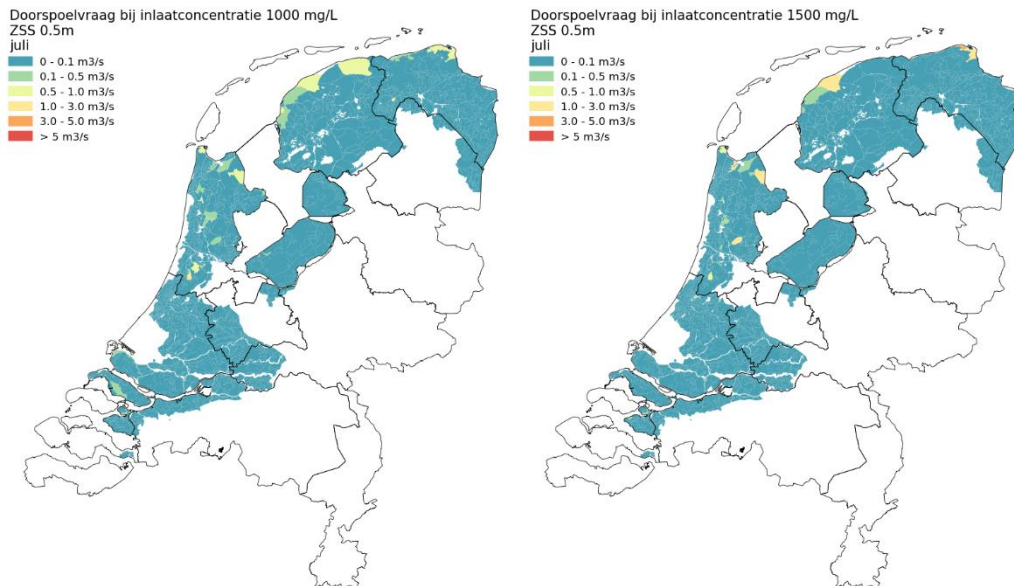 Doorspoelvraag bij inlaatconcentratie 1000 mg/L
ZSS 0.5m
juli
0 - 0.1 m3/s
0.1 - 0.5 m3/s
0.5 - 1.0 m3/s
1.0 - 3.0 m3/s
3.0 - 5.0 m3/s
> 5 m3/s
Doorspoelvraag bij inlaatconcentratie 1500 mg/L
ZSS 0.5m
juli
0 - 0.1 m3/s
0.1 - 0.5 m3/s
0.5 - 1.0 m3/s
1.0 - 3.0 m3/s
3.0 - 5.0 m3/s
> 5 m3/s